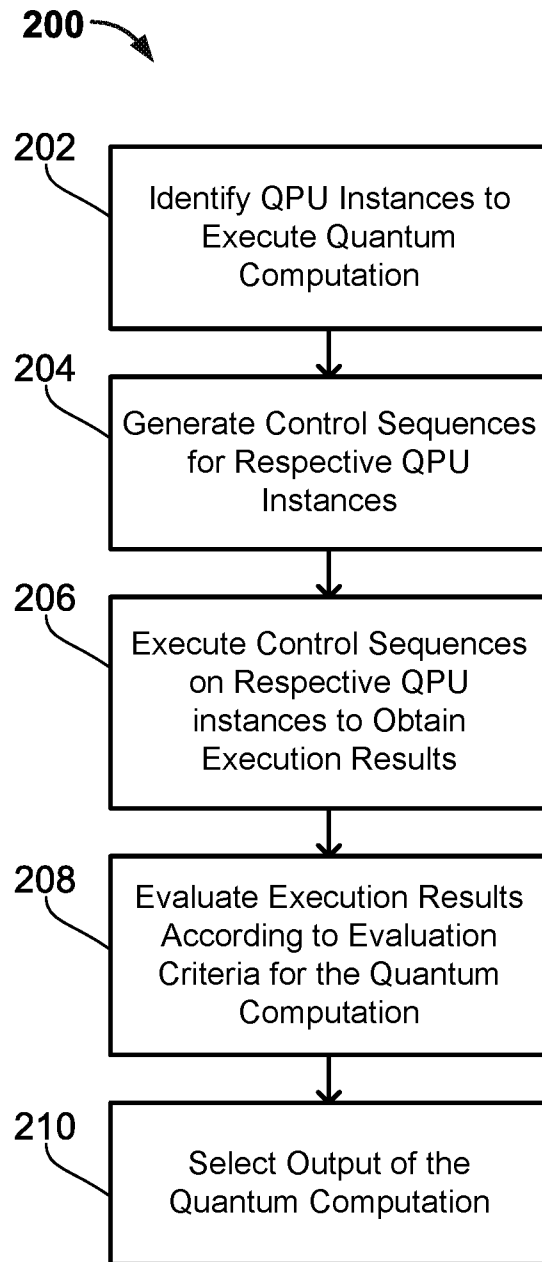 200
202
Identify QPU Instances to
Execute Quantum
Computation
204
Generate Control Sequences
for Respective QPU
Instances
206
Execute Control Sequences
on Respective QPU
instances to Obtain
Execution Results
208
Evaluate Execution Results
According to Evaluation
Criteria for the Quantum
Computation
210
Select Output of the
Quantum Computation